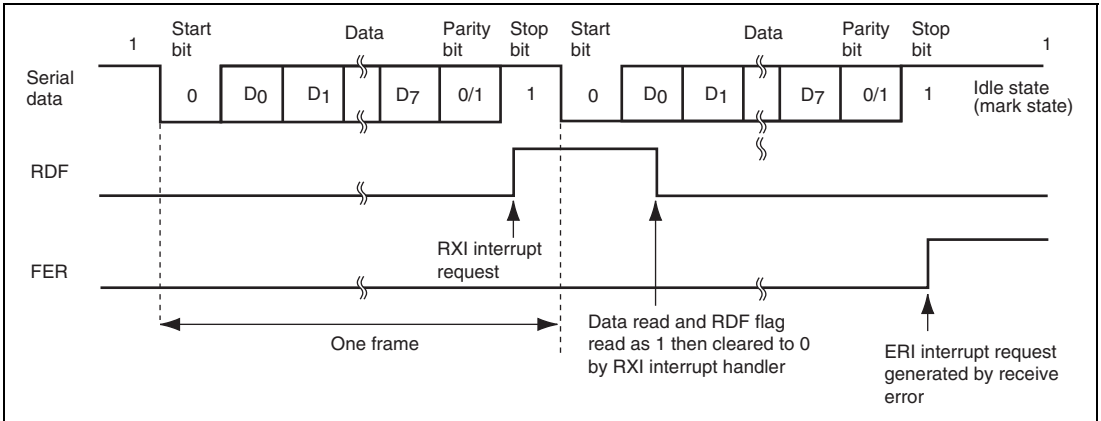 1 Start bit Data Parity bit Stop bit Start bit Data Parity bit Stop bit 1
Serial data 0 D0 D1 D7 0/1 1 0 D0 D1 D7 0/1 1 Idle state (mark state)
RDF
RXI interrupt
request
FER
One frame
Data read and RDF flag
read as 1 then cleared to 0
by RXI interrupt handler
ERI interrupt request
generated by receive
error